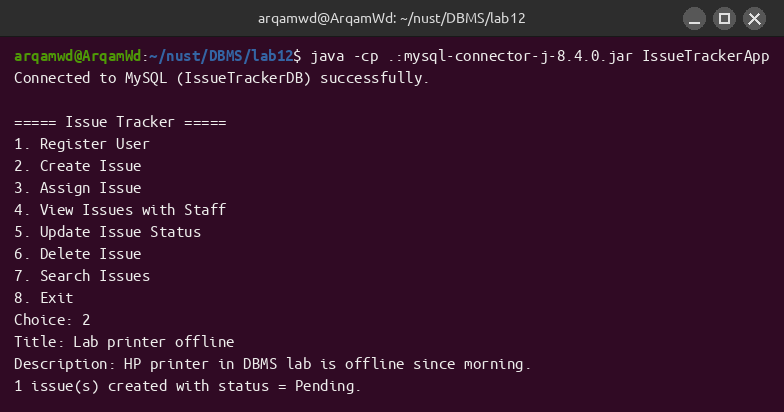 arqamwd@ArqamWd: ~/nust/DBMS/lab12
arqamwd@ArqamWd:~/nust/DBMS/lab12$ java -cp .:mysql-connector-j-8.4.0.jar IssueTrackerApp
Connected to MySQL (IssueTrackerDB) successfully.
===== Issue Tracker =====
1. Register User
2. Create Issue
3. Assign Issue
4. View Issues with Staff
5. Update Issue Status
6. Delete Issue
7. Search Issues
8. Exit
Choice: 2
Title: Lab printer offline
Description: HP printer in DBMS lab is offline since morning.
1 issue(s) created with status = Pending.